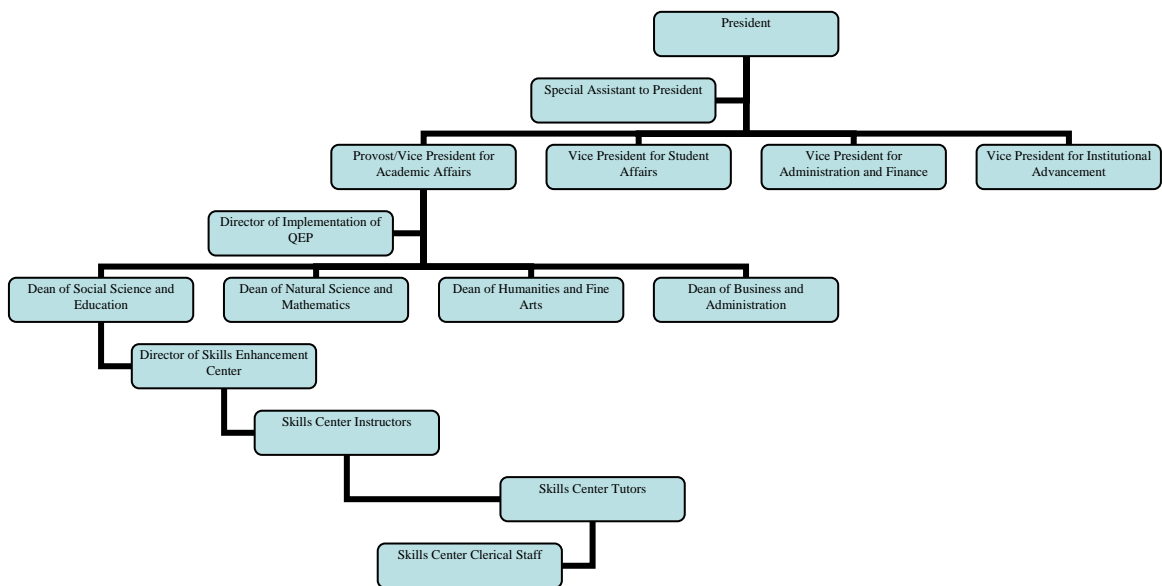 President
Special Assistant to President
Provost/Vice President for
Academic Affairs
Vice President for Student
Affairs
Vice President for
Administration and Finance
Vice President for Institutional
Advancement
Director of Implementation of
QEP
Dean of Social Science and
Education
Dean of Natural Science and
Mathematics
Dean of Humanities and Fine
Arts
Dean of Business and
Administration
Director of Skills Enhancement
Center
Skills Center Instructors
Skills Center Tutors
Skills Center Clerical Staff